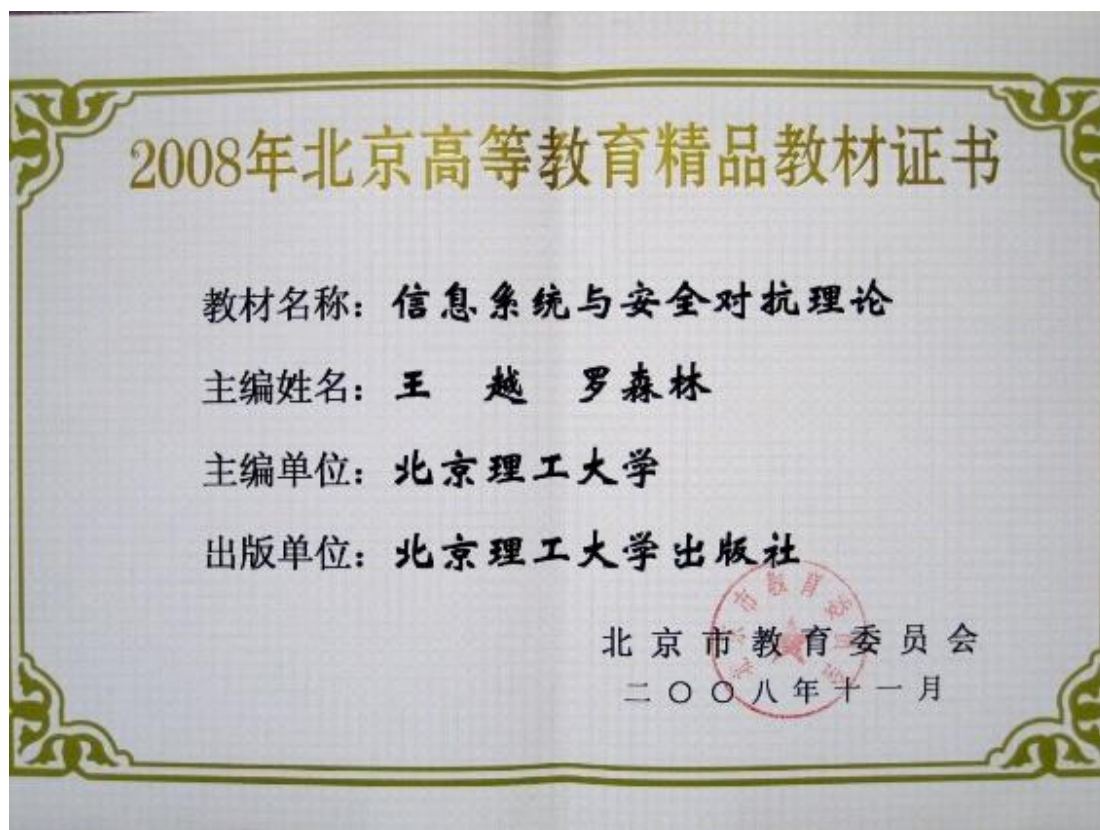 2008年北京高等教育精品教材证书
教材名称：信息系统与安全对抗理论
主编姓名：王 越 罗森林
主编单位：北京理工大学
出版单位：北京理工大学出版社
北京市教育委员会
二〇〇八年十一月